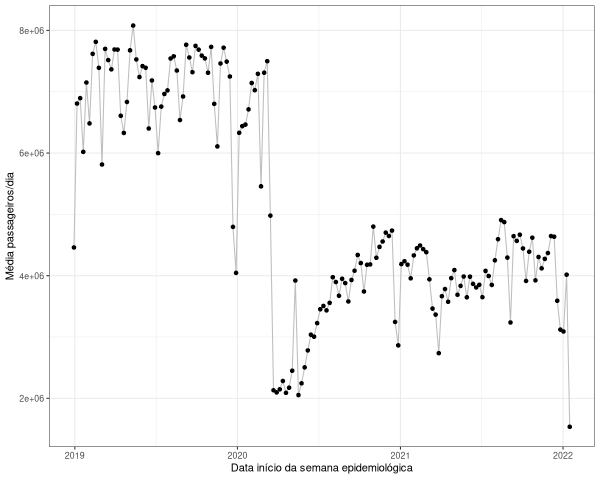 8e+06
6e+06
4e+06
2e+06
Média passageiros/dia
2019
2020
2021
2022
Data início da semana epidemiológica